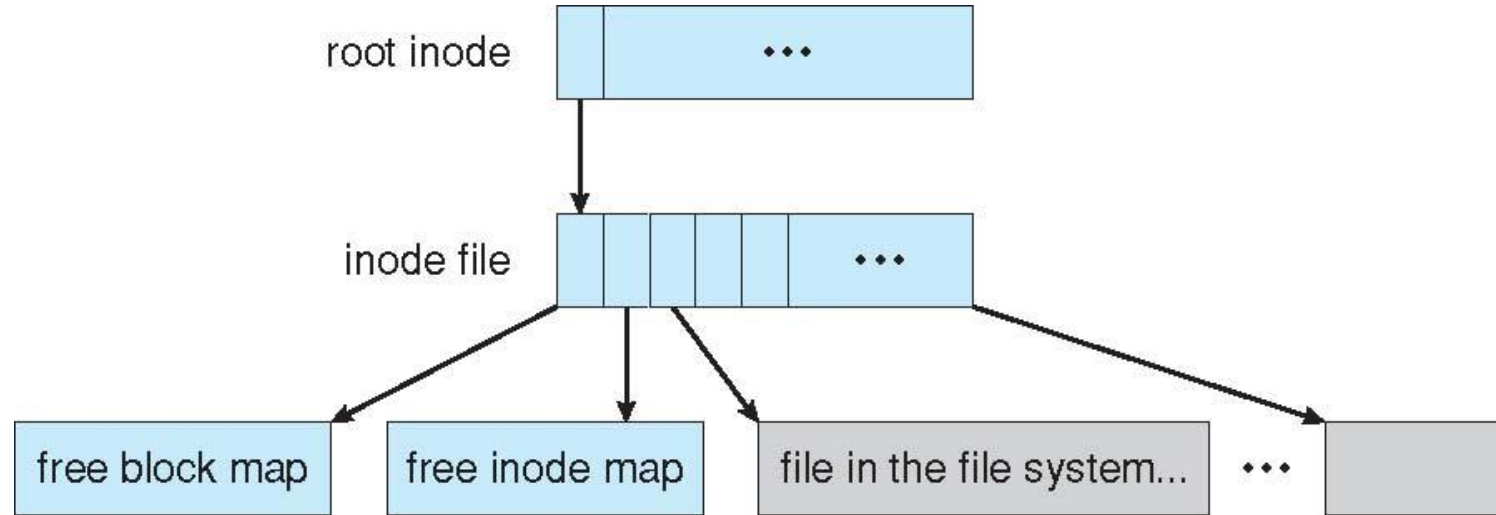 root inode
•••
inode file
•••
free block map
free inode map
file in the file system...
•••